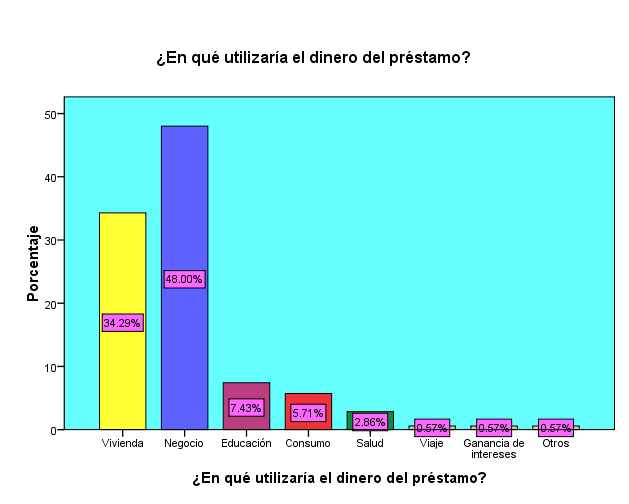 ¿En qué utilizaría el dinero del préstamo?
Porcentaje
50
40
30
20
10
0
34.29%
48.00%
7.43%
5.71%
2.86%
0.57%
0.57%
0.57%
Vivienda
Negocio
Educación
Consumo
Salud
Viaje
Ganancia de
intereses
Otros
¿En qué utilizaría el dinero del préstamo?